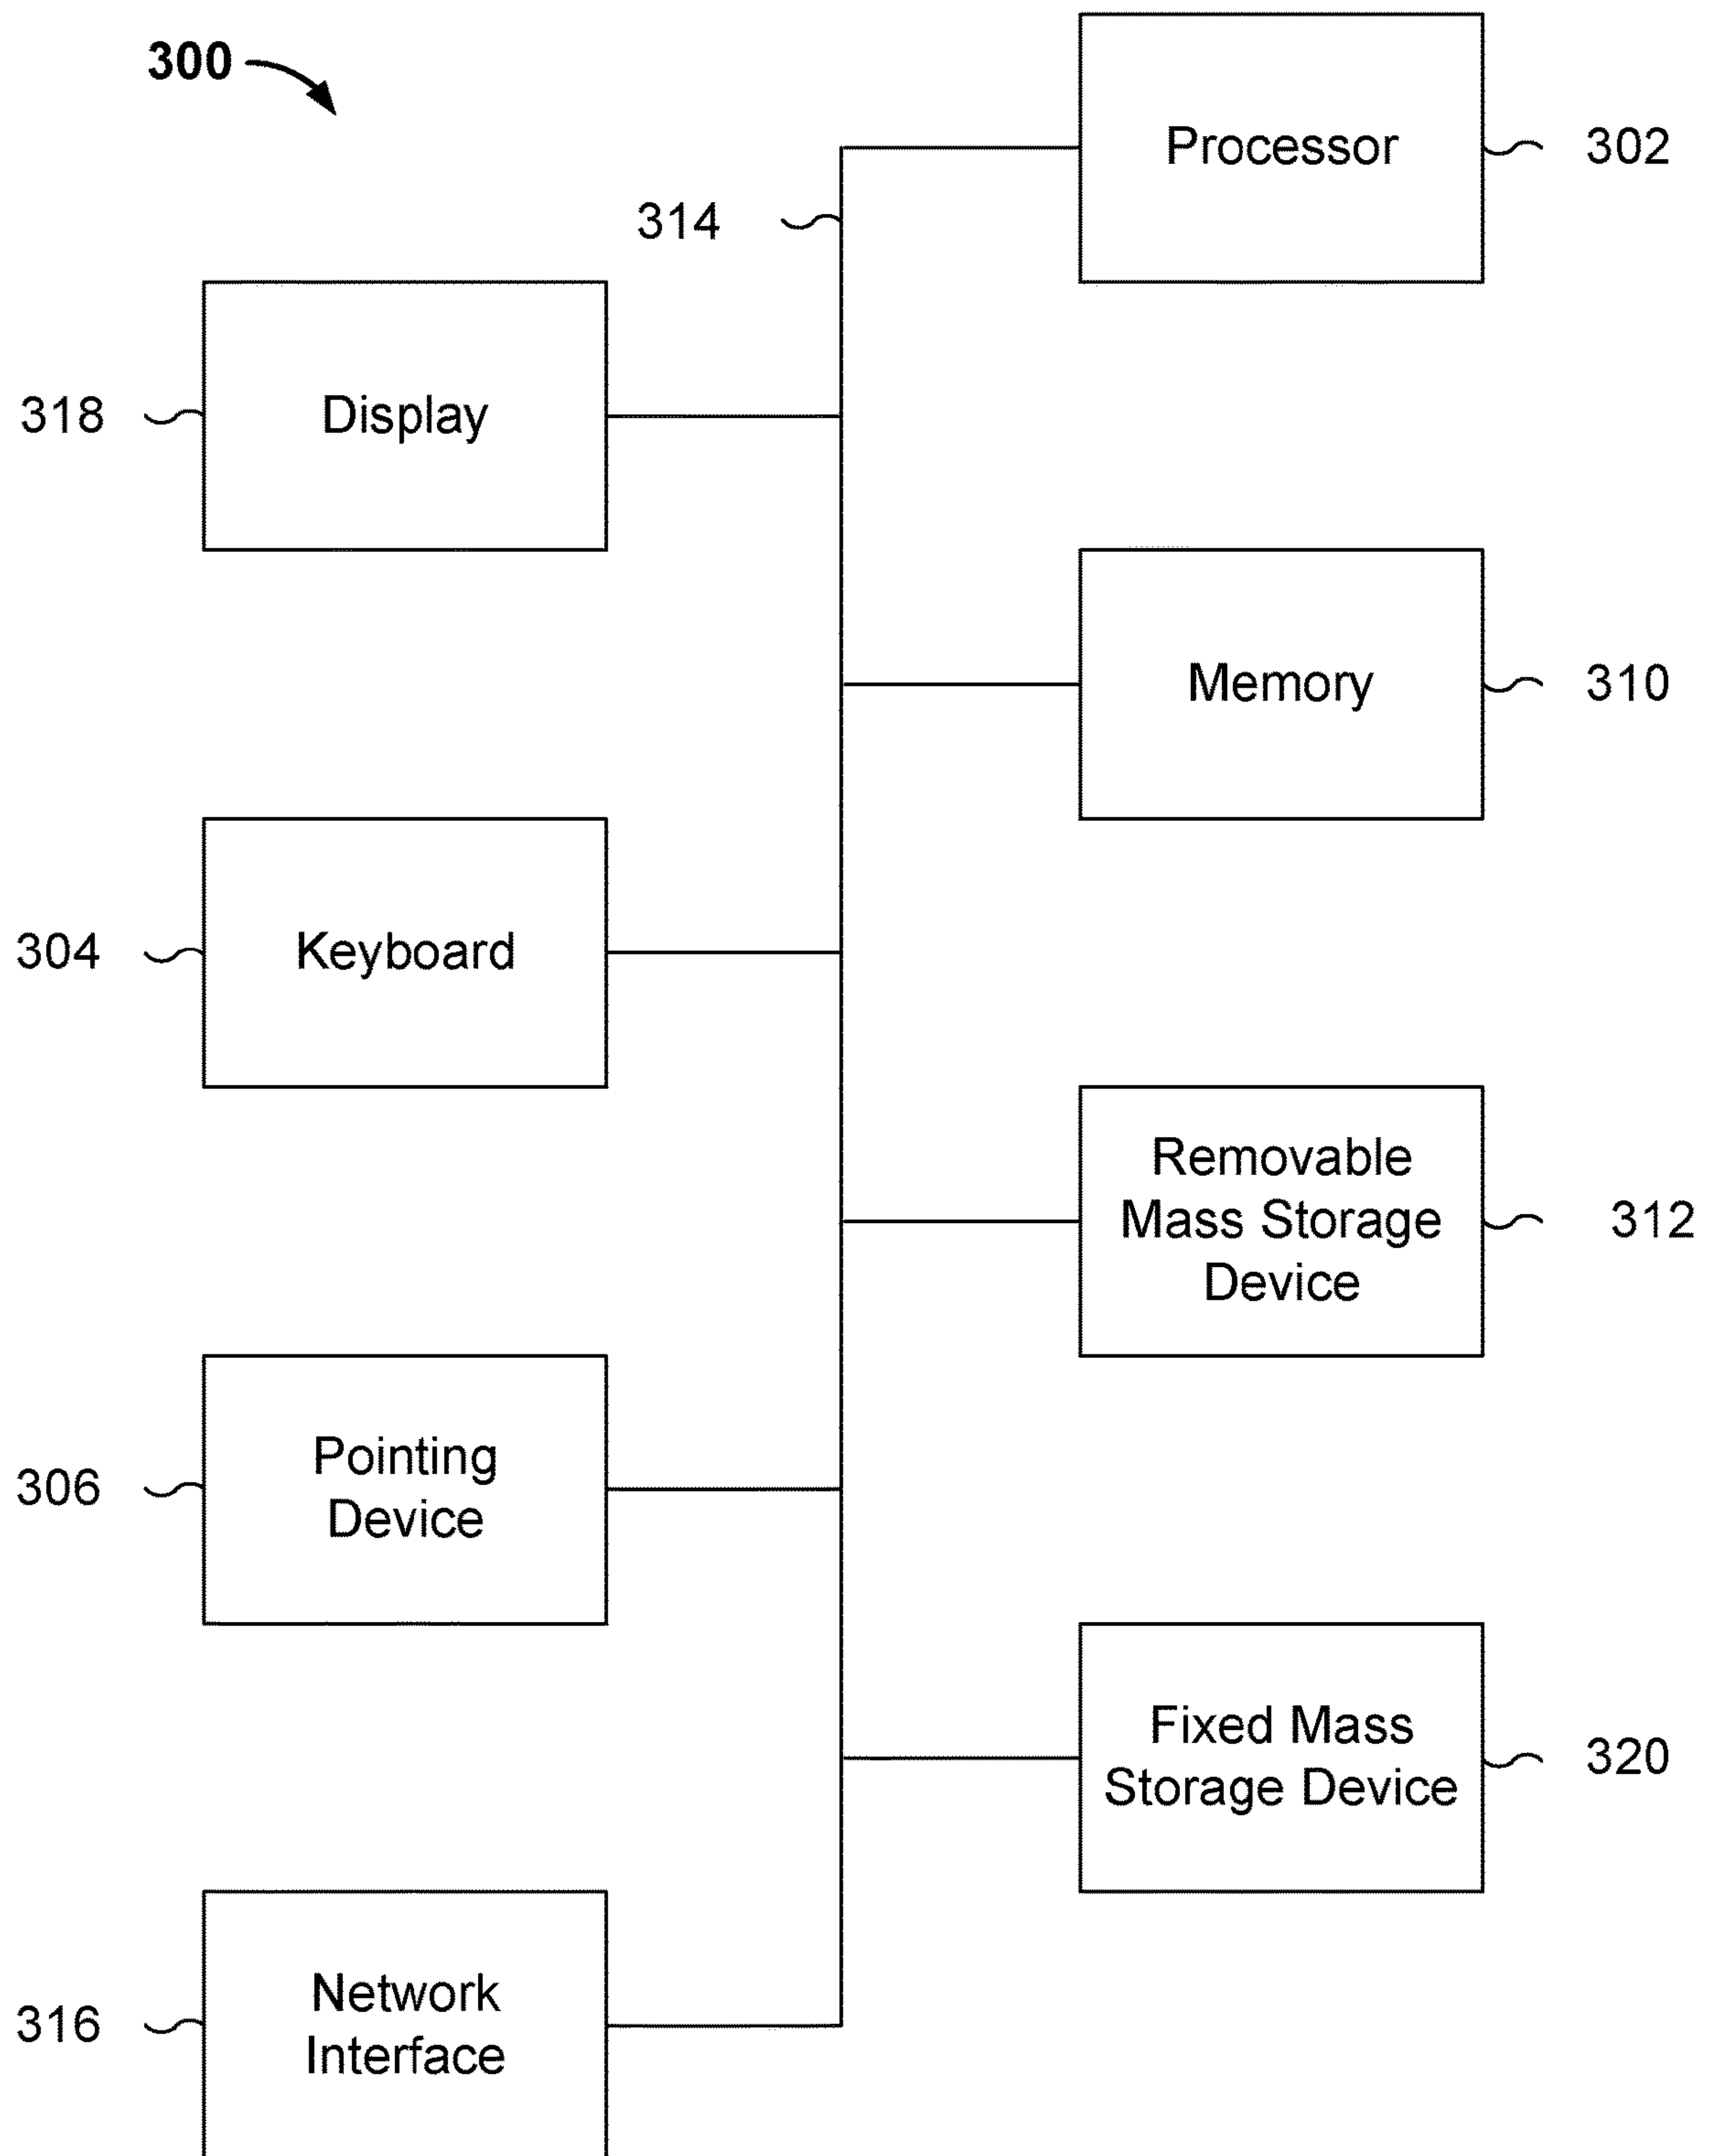 300
Processor
302
314
318
Display
Memory
310
304
Keyboard
Removable
Mass Storage
Device
312
306
Pointing
Device
Fixed Mass
Storage Device
320
316
Network
Interface